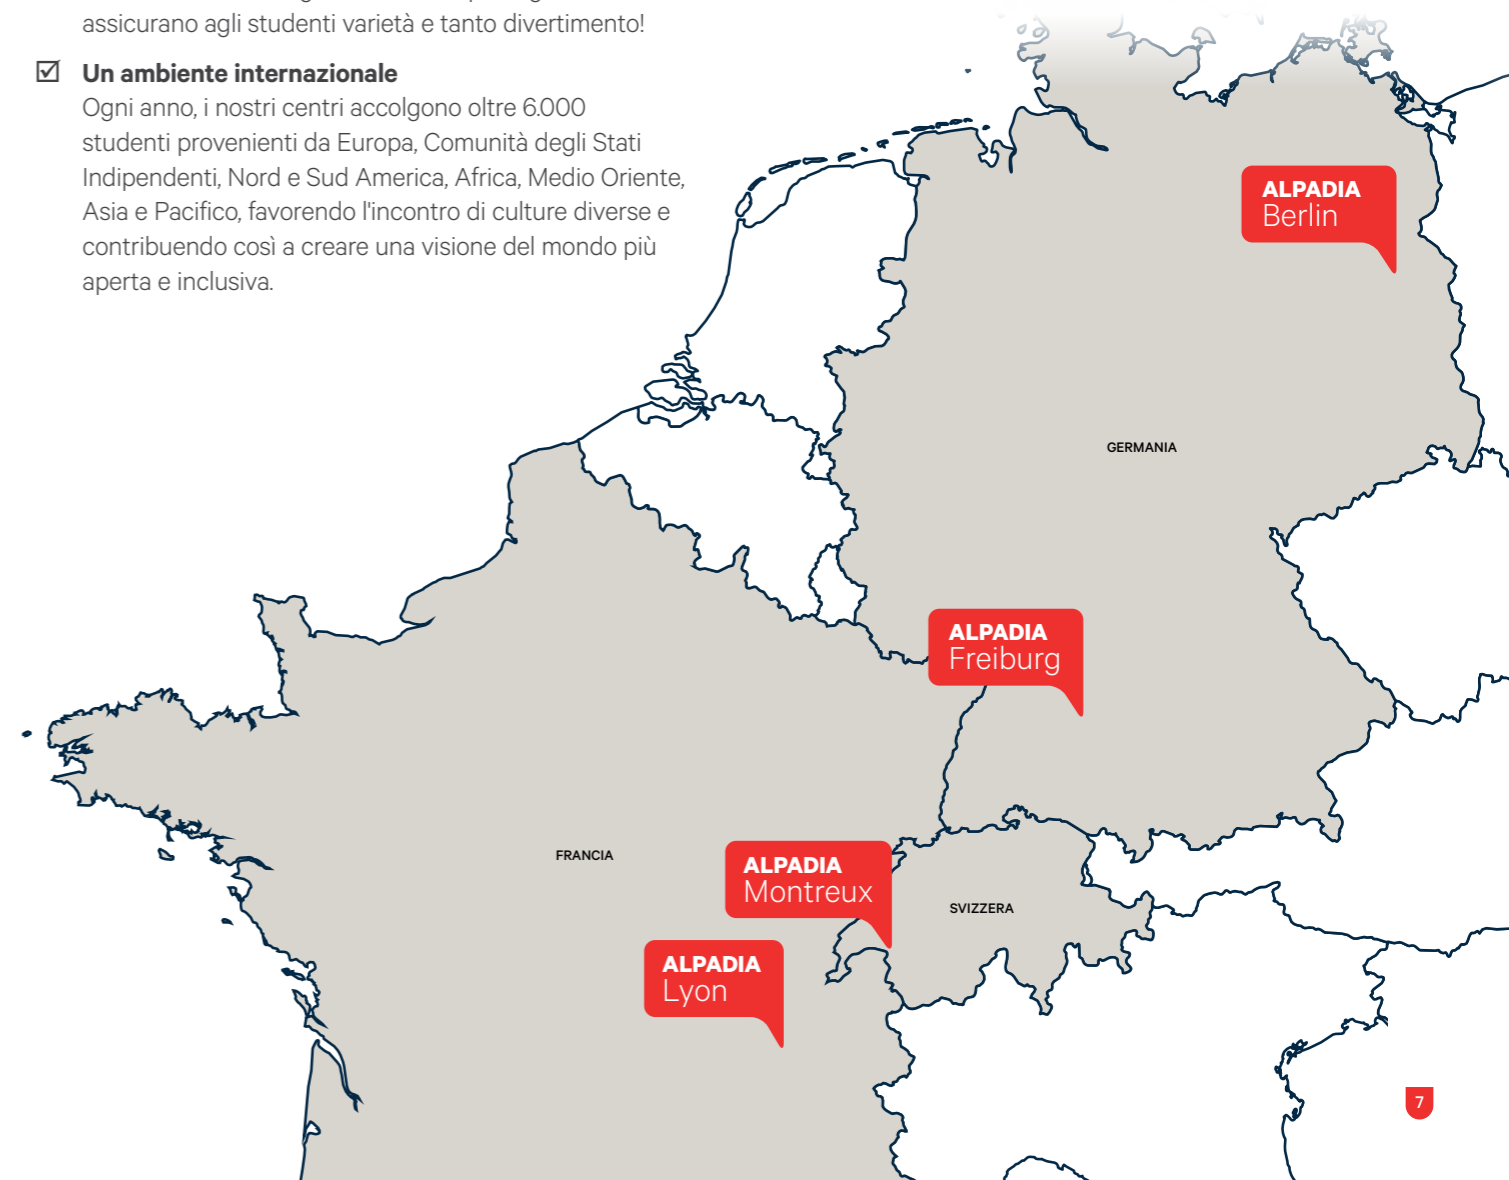 assicurano agli studenti varietà e tanto divertimento!
Un ambiente internazionale
Ogni anno, i nostri centri accolgono oltre 6.000
studenti provenienti da Europa, Comunità degli Stati
Indipendenti, Nord e Sud America, Africa, Medio Oriente,
Asia e Pacifico, favorendo l'incontro di culture diverse e
contribuendo così a creare una visione del mondo più
aperta e inclusiva.
ALPADIA
Berlin
GERMANIA
ALPADIA
Freiburg
FRANCIA
ALPADIA
Montreux
SVIZZERA
ALPADIA
Lyon
7